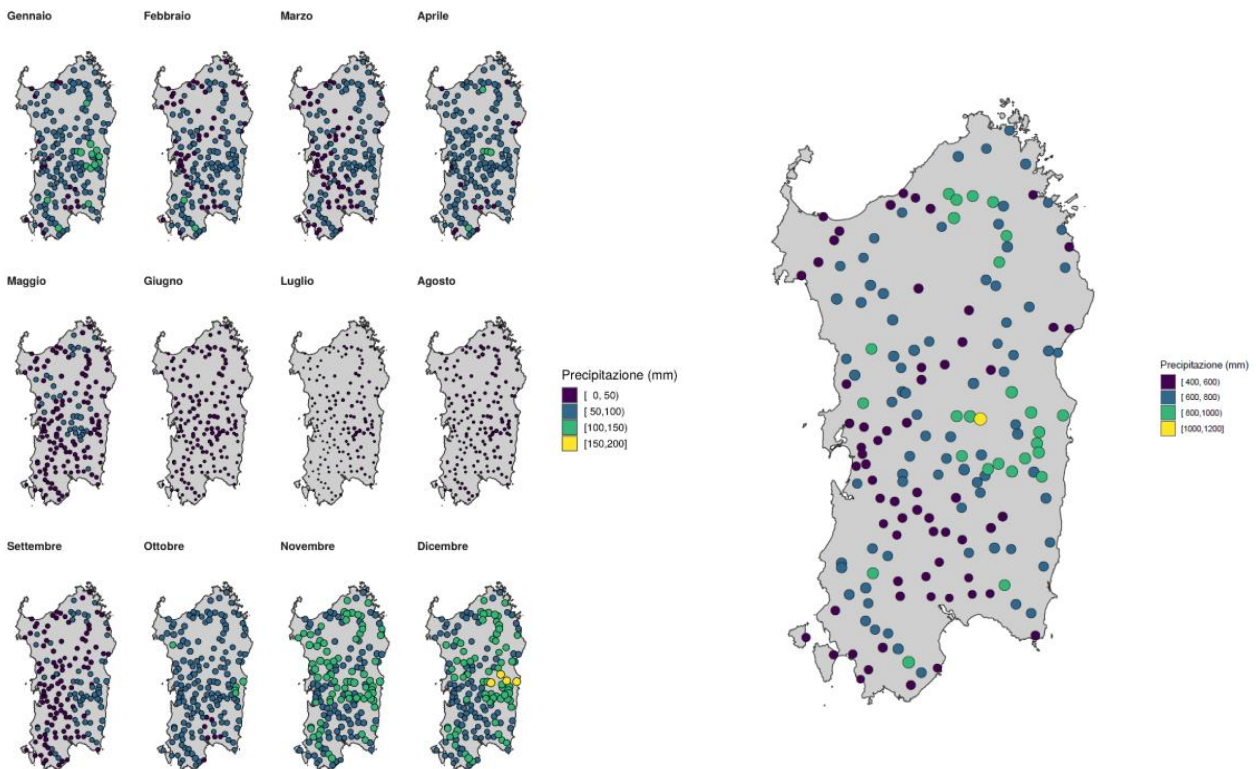 Gennaio Febbraio Marzo Aprile
Maggio Giugno Luglio Agosto
Precipitazione (mm)
[ 0, 50)
[ 50,100)
[100,150)
[150,200]
Settembre Ottobre Novembre Dicembre
Precipitazione (mm)
[ 400, 600)
[ 600, 800)
[ 800,1000)
[1000,1200]